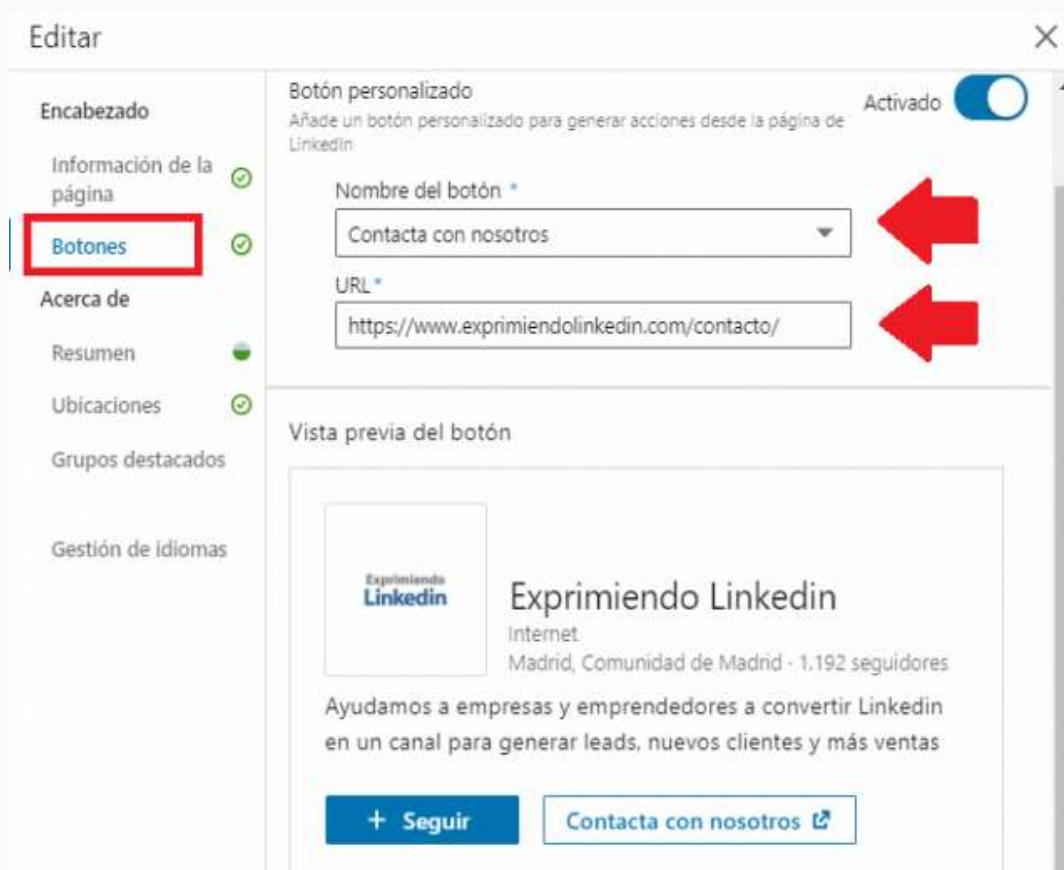 Editar
Encabezado
Información de la
página
Botones
Acerca de
Resumen
Ubicaciones
Grupos destacados
Gestión de idiomas
Botón personalizado
Activado
Añade un botón personalizado para generar acciones desde la página de
LinkedIn
Nombre del botón *
Contacta con nosotros
URL *
https://www.exprimiendolinkedin.com/contacto/
Vista previa del botón
Exprimiendo
Linkedin
Exprimiendo Linkedin
Internet
Madrid, Comunidad de Madrid · 1.192 seguidores
Ayudamos a empresas y emprendedores a convertir Linkedin
en un canal para generar leads, nuevos clientes y más ventas
+ Seguir
Contacta con nosotros